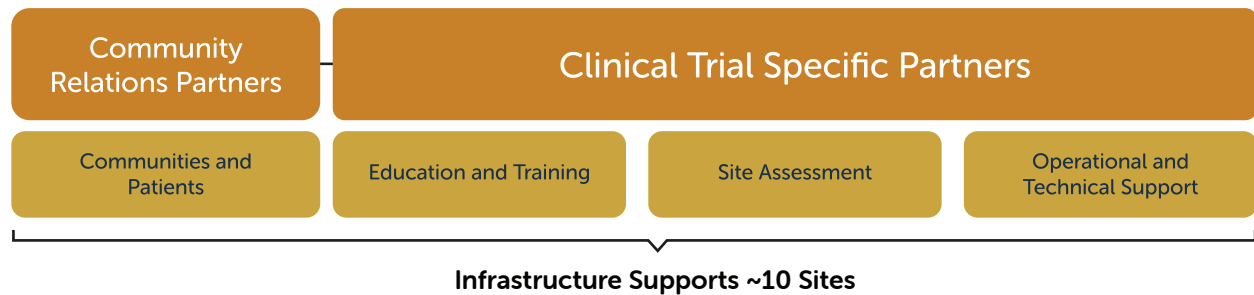 Community
Relations Partners
Clinical Trial Specific Partners
Communities and
Patients
Education and Training
Site Assessment
Operational and
Technical Support
Infrastructure Supports ~10 Sites